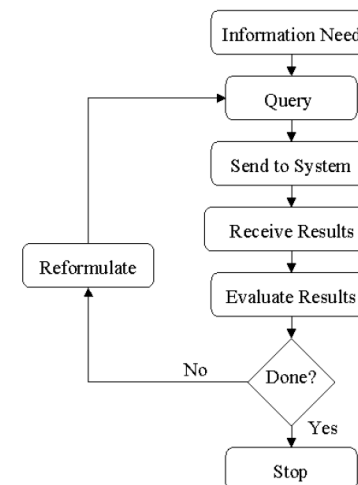 Information Need
Query
Send to System
Receive Results
Reformulate
Evaluate Results
No
Done?
Yes
Stop